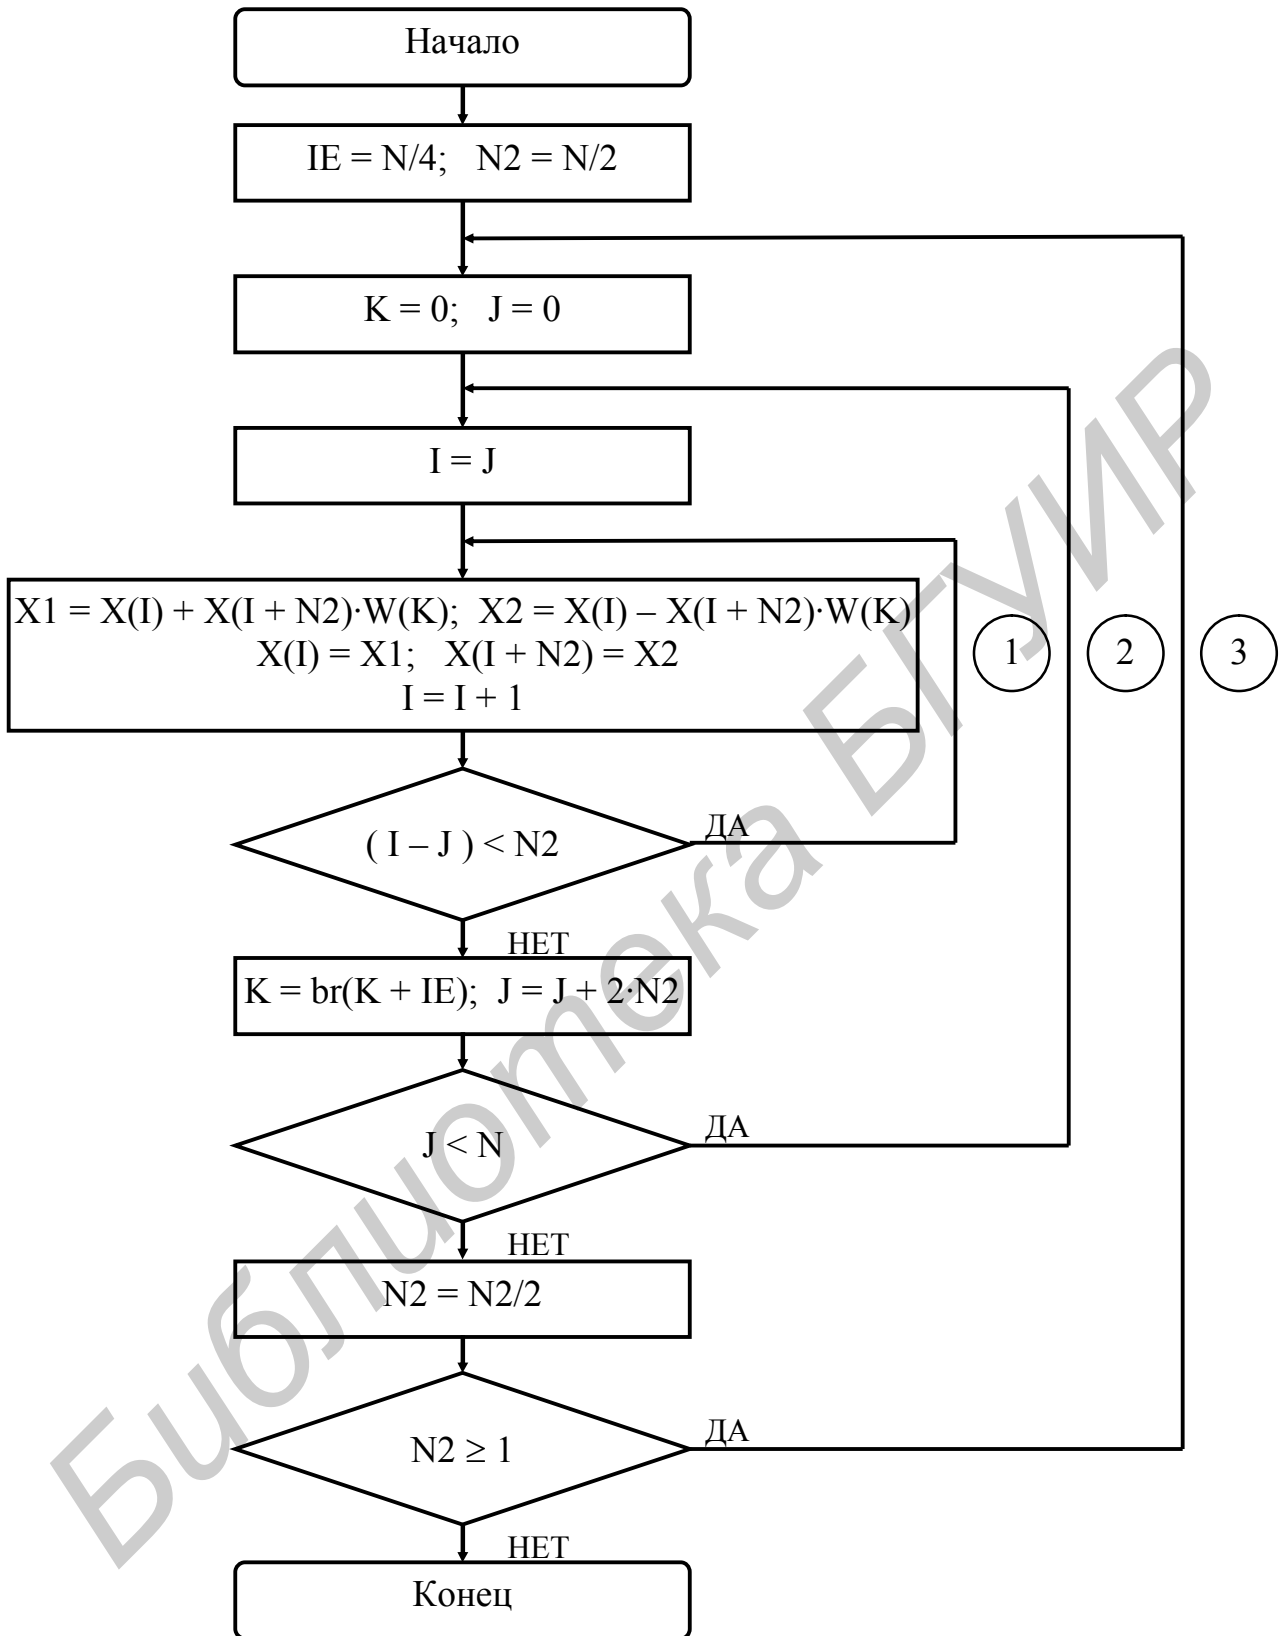 Начало
IE = N/4; N2 = N/2
K = 0; J = 0
I = J
X1 = X(I) + X(I + N2)·W(K); X2 = X(I) – X(I + N2)·W(K)
X(I) = X1; X(I + N2) = X2
I = I + 1
1
2
3
( I – J ) < N2
ДА
НЕТ
K = br(K + IE); J = J + 2·N2
J < N
ДА
НЕТ
N2 = N2/2
N2 ≥ 1
ДА
НЕТ
Конец
Библиотека БГУИР